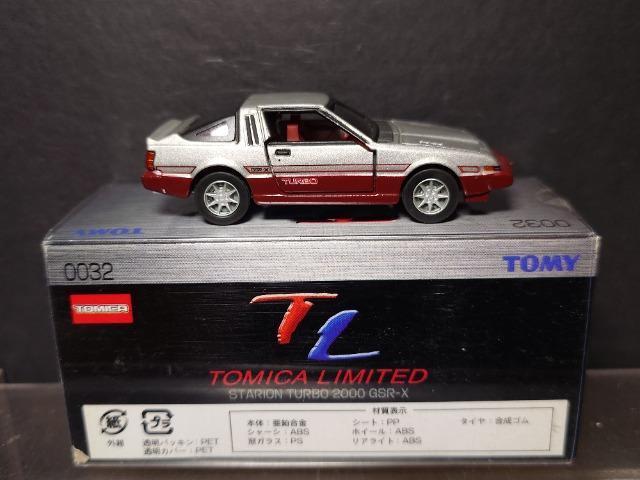 TURBO
0032
TOMY
0032
TOMY
TOMICA
TL
TOMICA LIMITED
STARION TURBO 2000 GSR-X
材質表示
紙
外箱
プラ
透明パッキン：PET
透明カバー：PET
本体：亜鉛合金
シャーシ：ABS
窓ガラス：PS
シート：PP
ホイール：ABS
リアライト：ABS
タイヤ：合成ゴム